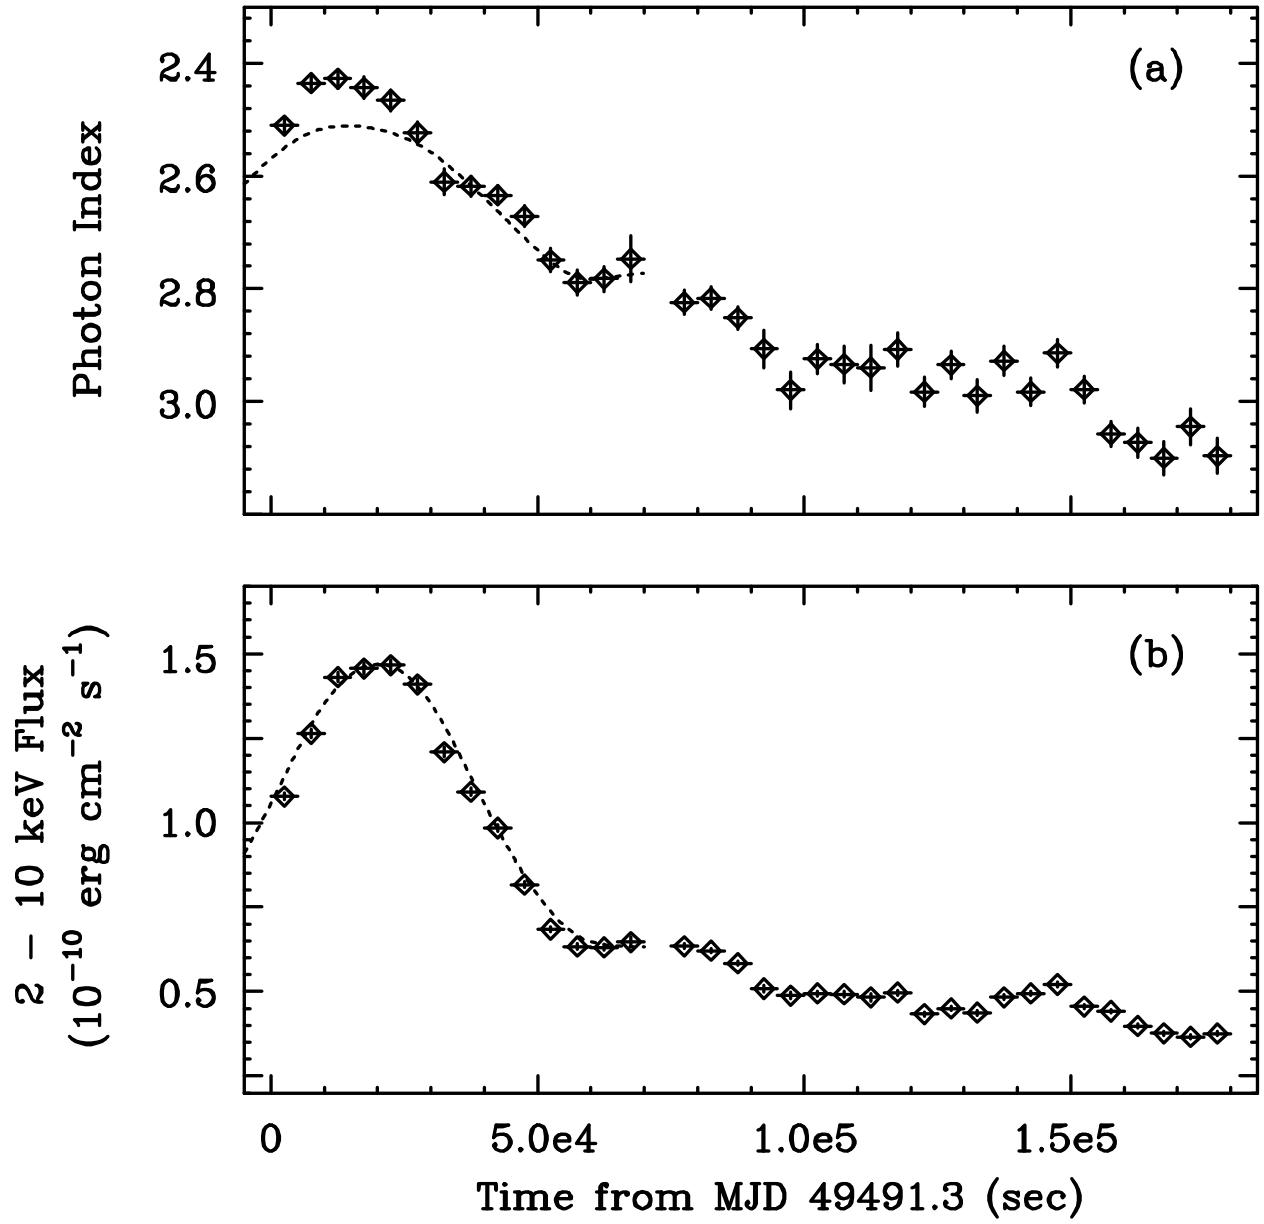 (a)
2.4
2.6
2.8
3.0
Photon Index
(b)
1.5
1.0
0.5
2 − 10 keV Flux
(10⁻¹⁰ erg cm⁻² s⁻¹)
0 5.0e4 1.0e5 1.5e5
Time from MJD 49491.3 (sec)